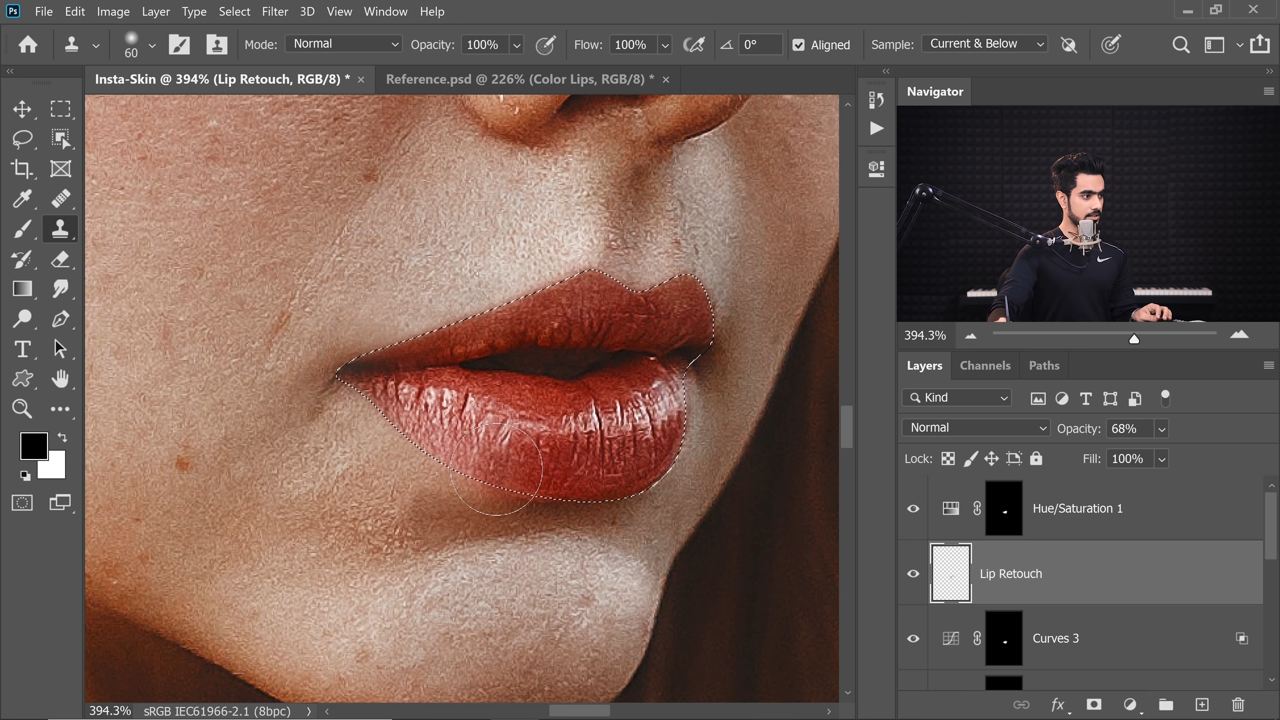 Ps File Edit Image Layer Type Select Filter 3D View Window Help
60 Mode: Normal Opacity: 100% Flow: 100% 0° Aligned Sample: Current & Below
Insta-Skin @ 394% (Lip Retouch, RGB/8) * × Reference.psd @ 226% (Color Lips, RGB/8) * ×
Navigator
394.3%
Layers Channels Paths
Kind
Normal Opacity: 68%
Lock: Fill: 100%
Hue/Saturation 1
Lip Retouch
Curves 3
fx
394.3% sRGB IEC61966-2.1 (8bpc)